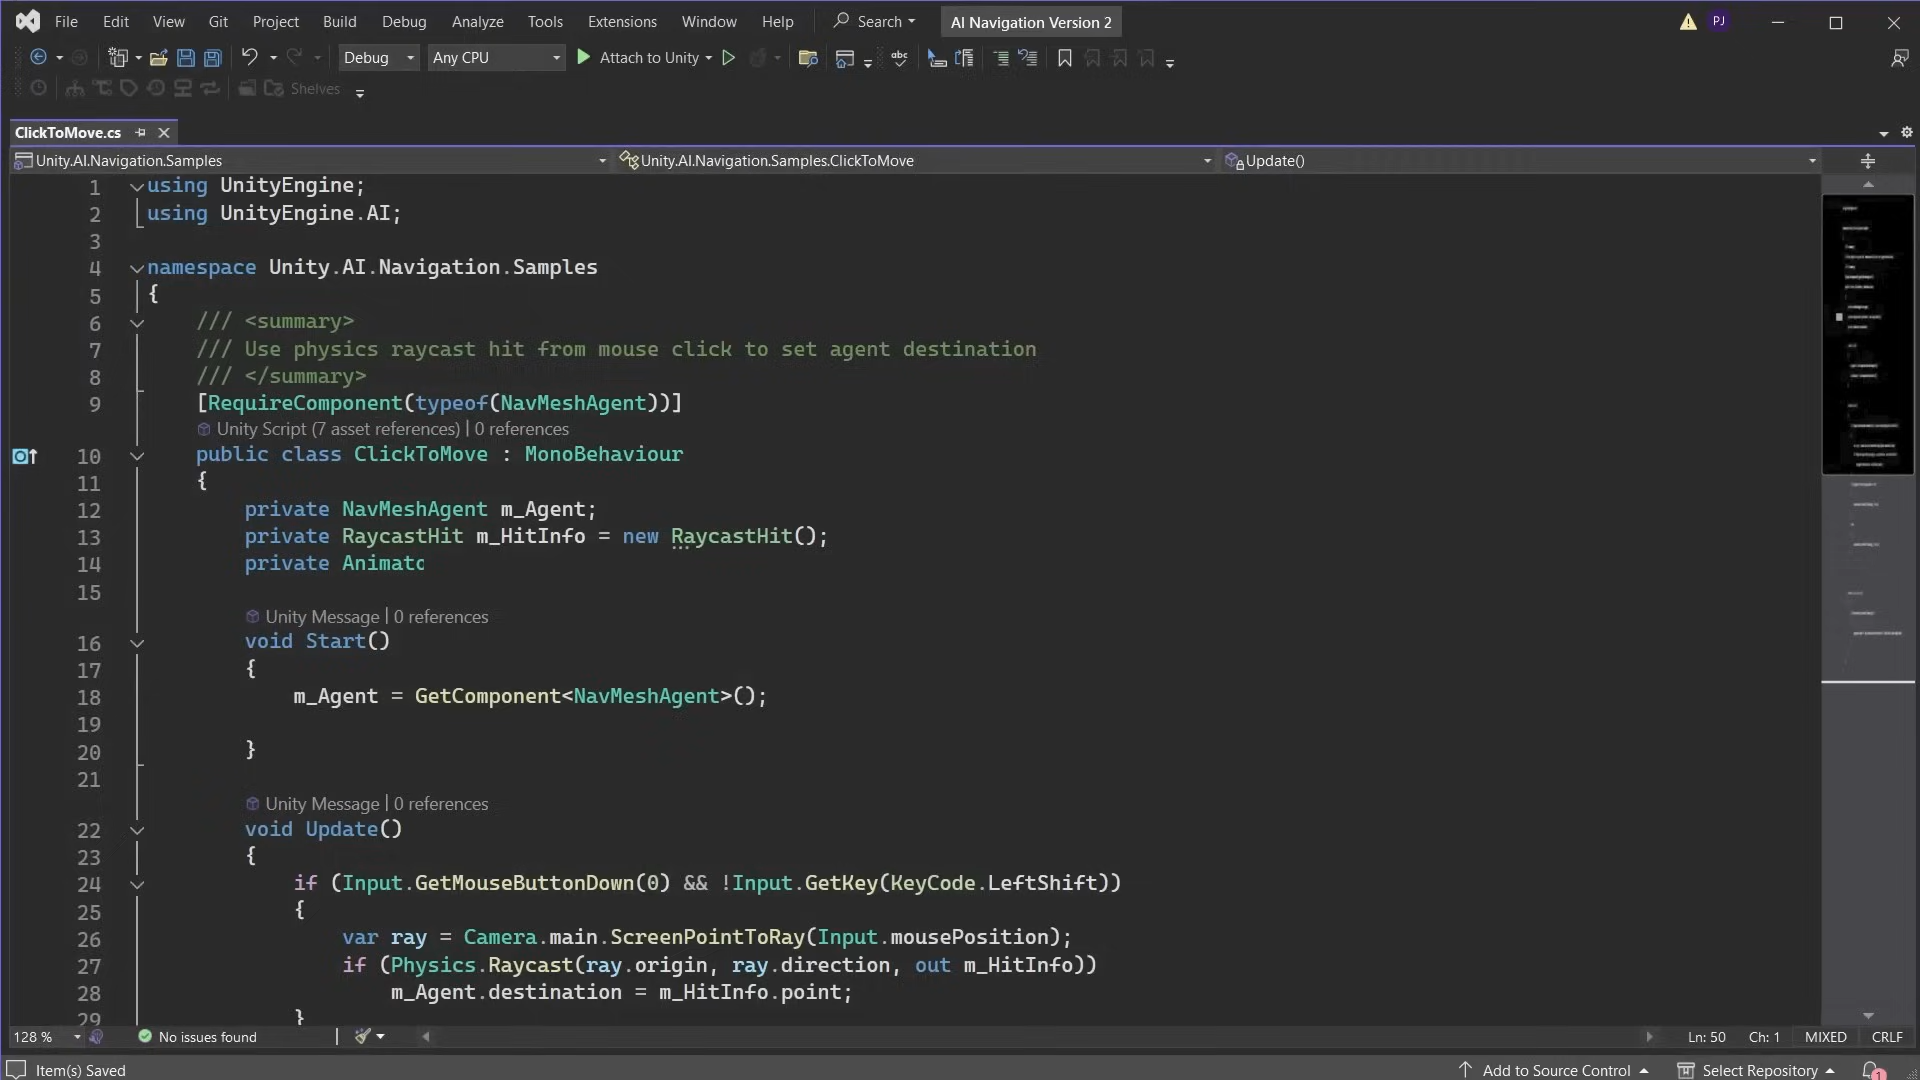 File Edit View Git Project Build Debug Analyze Tools Extensions Window Help Search AI Navigation Version 2 PJ
Debug Any CPU Attach to Unity
Shelves
ClickToMove.cs
Unity.AI.Navigation.Samples Unity.AI.Navigation.Samples.ClickToMove Update()
1 using UnityEngine;
2 using UnityEngine.AI;
3
4 namespace Unity.AI.Navigation.Samples
5 {
6 /// <summary>
7 /// Use physics raycast hit from mouse click to set agent destination
8 /// </summary>
9 [RequireComponent(typeof(NavMeshAgent))]
Unity Script (7 asset references) | 0 references
10 public class ClickToMove : MonoBehaviour
11 {
12 private NavMeshAgent m_Agent;
13 private RaycastHit m_HitInfo = new RaycastHit();
14 private Animatc
15
Unity Message | 0 references
16 void Start()
17 {
18 m_Agent = GetComponent<NavMeshAgent>();
19
20 }
21
Unity Message | 0 references
22 void Update()
23 {
24 if (Input.GetMouseButtonDown(0) && !Input.GetKey(KeyCode.LeftShift))
25 {
26 var ray = Camera.main.ScreenPointToRay(Input.mousePosition);
27 if (Physics.Raycast(ray.origin, ray.direction, out m_HitInfo))
28 m_Agent.destination = m_HitInfo.point;
29 }
128 % No issues found Ln: 50 Ch: 1 MIXED CRLF
Item(s) Saved Add to Source Control Select Repository 1